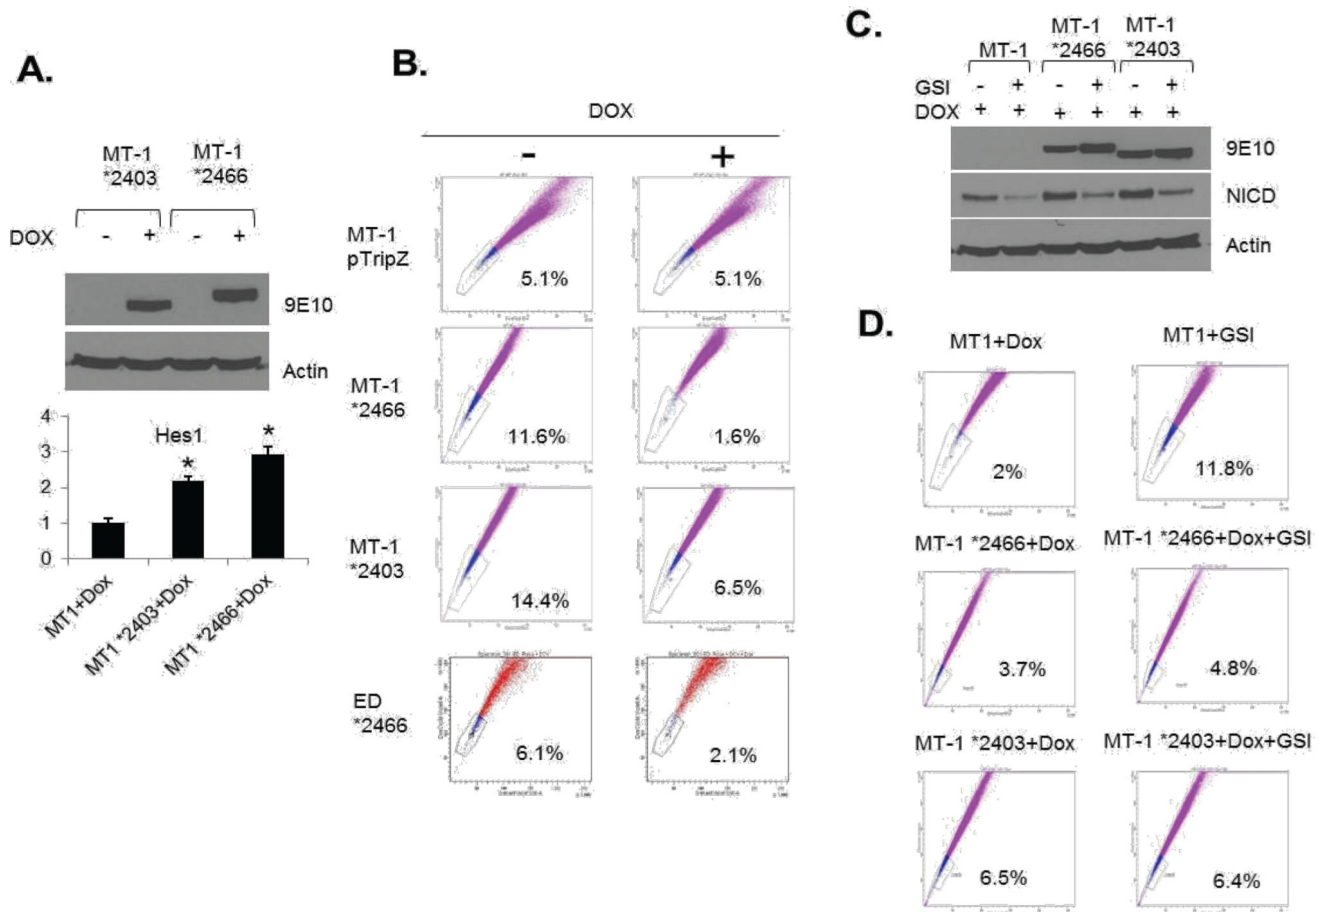 A.
MT-1 MT-1
*2403 *2466
DOX - + - +
9E10
Actin
4
3
2
1
0
Hes1
*
*
MT1+Dox
MT1 *2403+Dox
MT1 *2466+Dox
B.
DOX
- +
MT-1
pTripZ
5.1% 5.1%
MT-1
*2466
11.6% 1.6%
MT-1
*2403
14.4% 6.5%
ED
*2466
6.1% 2.1%
C.
MT-1 MT-1
MT-1 *2466 *2403
GSI - + - + - +
DOX + + + + + +
9E10
NICD
Actin
D.
MT1+Dox MT1+GSI
2% 11.8%
MT-1 *2466+Dox MT-1 *2466+Dox+GSI
3.7% 4.8%
MT-1 *2403+Dox MT-1 *2403+Dox+GSI
6.5% 6.4%